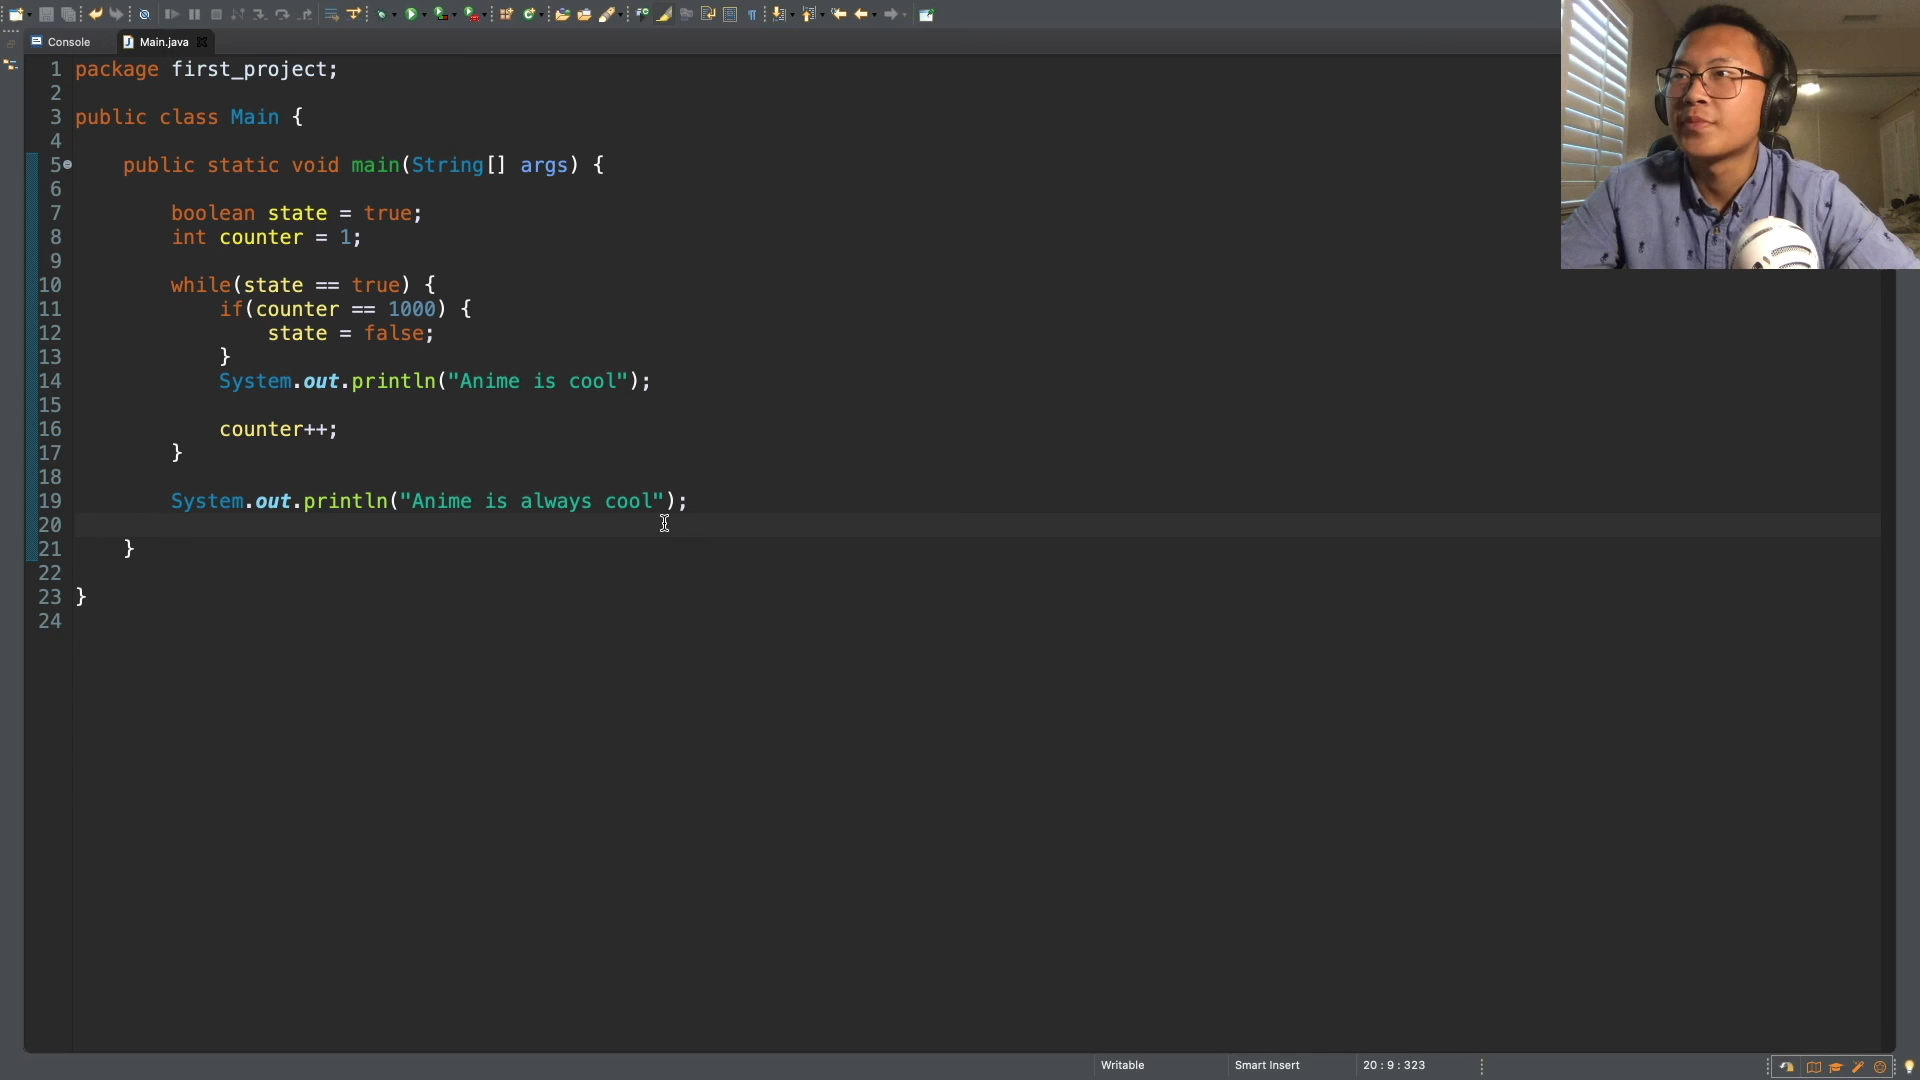 Console Main.java
1 package first_project;
2
3 public class Main {
4
5 public static void main(String[] args) {
6
7 boolean state = true;
8 int counter = 1;
9
10 while(state == true) {
11 if(counter == 1000) {
12 state = false;
13 }
14 System.out.println("Anime is cool");
15
16 counter++;
17 }
18
19 System.out.println("Anime is always cool");
20
21 }
22
23 }
24
Writable Smart Insert 20 : 9 : 323